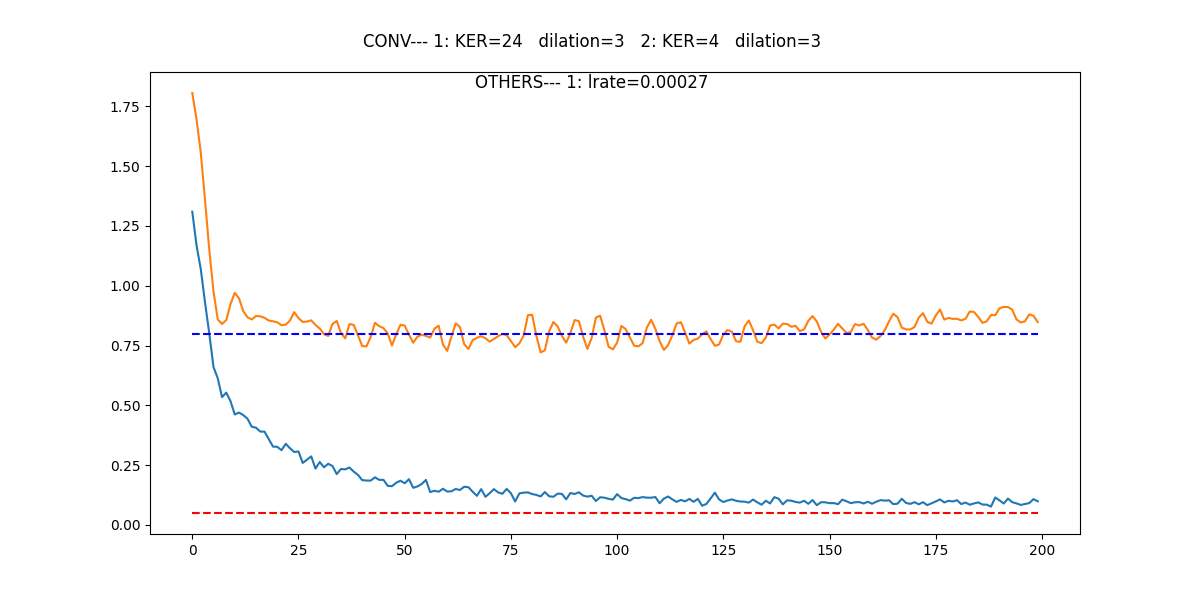 CONV--- 1: KER=24   dilation=3   2: KER=4   dilation=3
OTHERS--- 1: lrate=0.00027
1.75
1.50
1.25
1.00
0.75
0.50
0.25
0.00
0 25 50 75 100 125 150 175 200